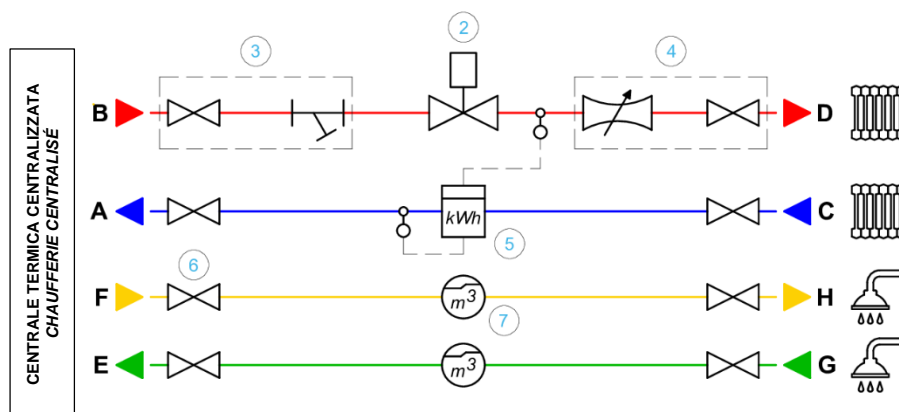 CENTRALE TERMICA CENTRALIZZATA
CHAUFFERIE CENTRALISÉ
3
2
4
B
D
A
kWh
C
5
6
F
m³
H
7
E
m³
G